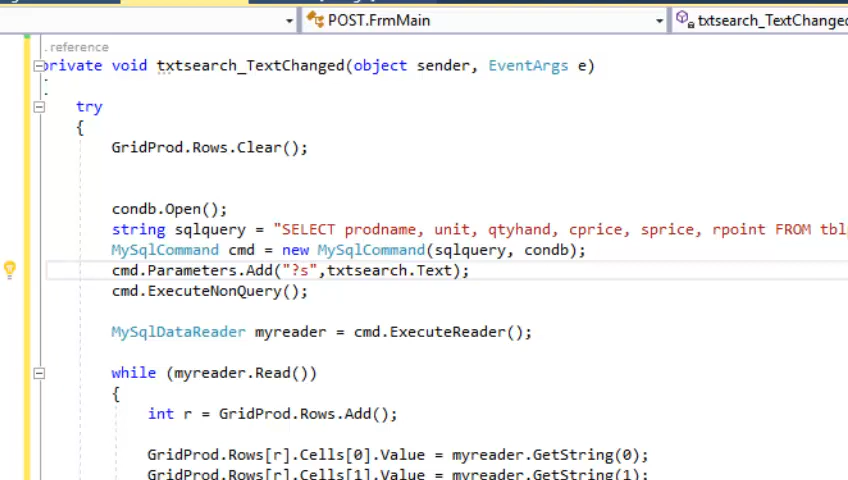 POST.FrmMain txtsearch_TextChanged
reference
private void txtsearch_TextChanged(object sender, EventArgs e)
try
{
GridProd.Rows.Clear();
condb.Open();
string sqlquery = "SELECT prodname, unit, qtyhand, cprice, sprice, rpoint FROM
MySqlCommand cmd = new MySqlCommand(sqlquery, condb);
cmd.Parameters.Add("?s",txtsearch.Text);
cmd.ExecuteNonQuery();
MySqlDataReader myreader = cmd.ExecuteReader();
while (myreader.Read())
{
int r = GridProd.Rows.Add();
GridProd.Rows[r].Cells[0].Value = myreader.GetString(0);
GridProd.Rows[r].Cells[1].Value = myreader.GetString(1);